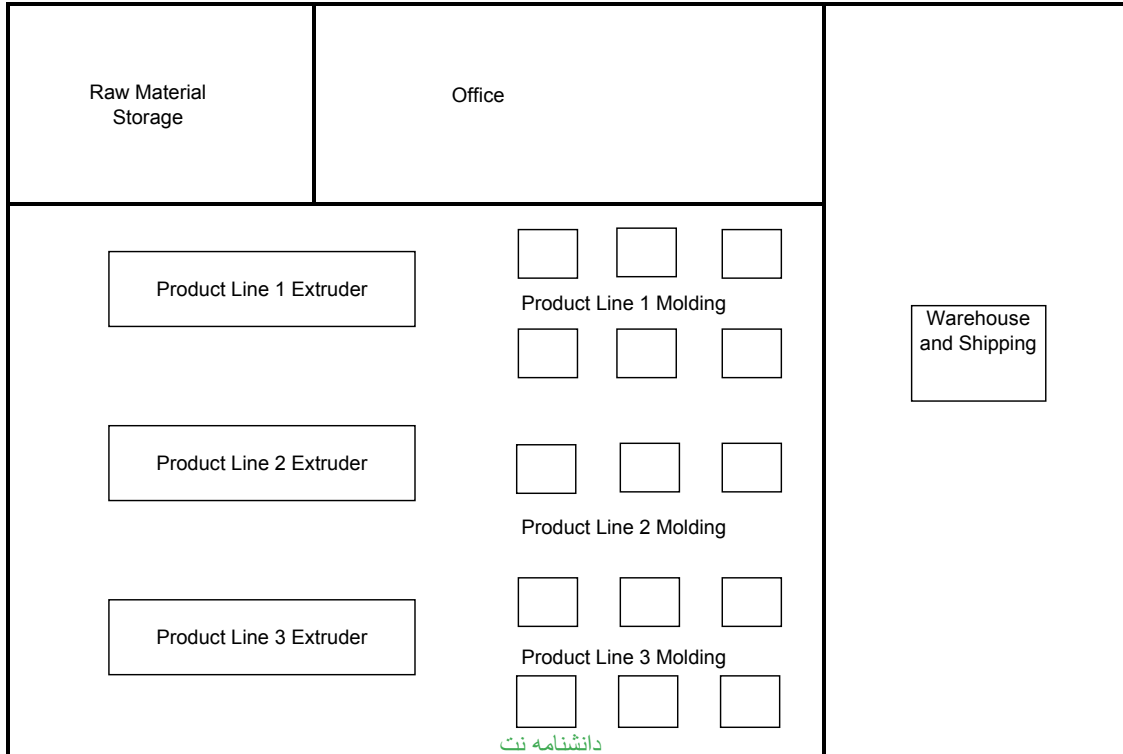 Raw Material
Storage
Office
Product Line 1 Extruder
Product Line 1 Molding
Warehouse
and Shipping
Product Line 2 Extruder
Product Line 2 Molding
Product Line 3 Extruder
Product Line 3 Molding
دانشنامه نت